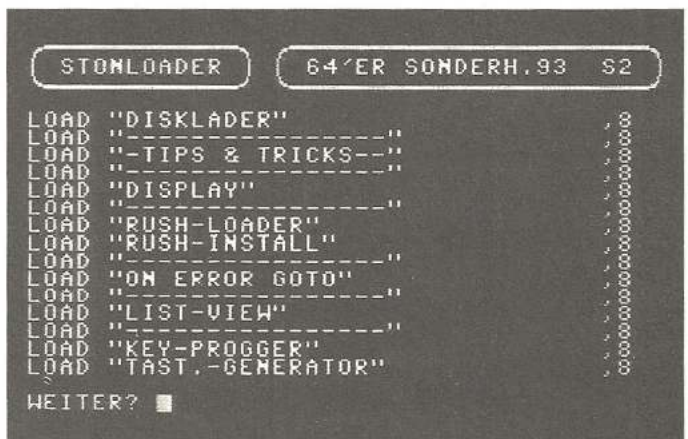 STONLOADER
64'ER SONDERH.93 S2
LOAD "DISKLADER" ,8
LOAD "----------------" ,8
LOAD "-TIPS & TRICKS--" ,8
LOAD "----------------" ,8
LOAD "DISPLAY" ,8
LOAD "----------------" ,8
LOAD "RUSH-LOADER" ,8
LOAD "RUSH-INSTALL" ,8
LOAD "----------------" ,8
LOAD "ON ERROR GOTO" ,8
LOAD "----------------" ,8
LOAD "LIST-VIEW" ,8
LOAD "----------------" ,8
LOAD "KEY-PROGGER" ,8
LOAD "TAST.-GENERATOR" ,8
WEITER?